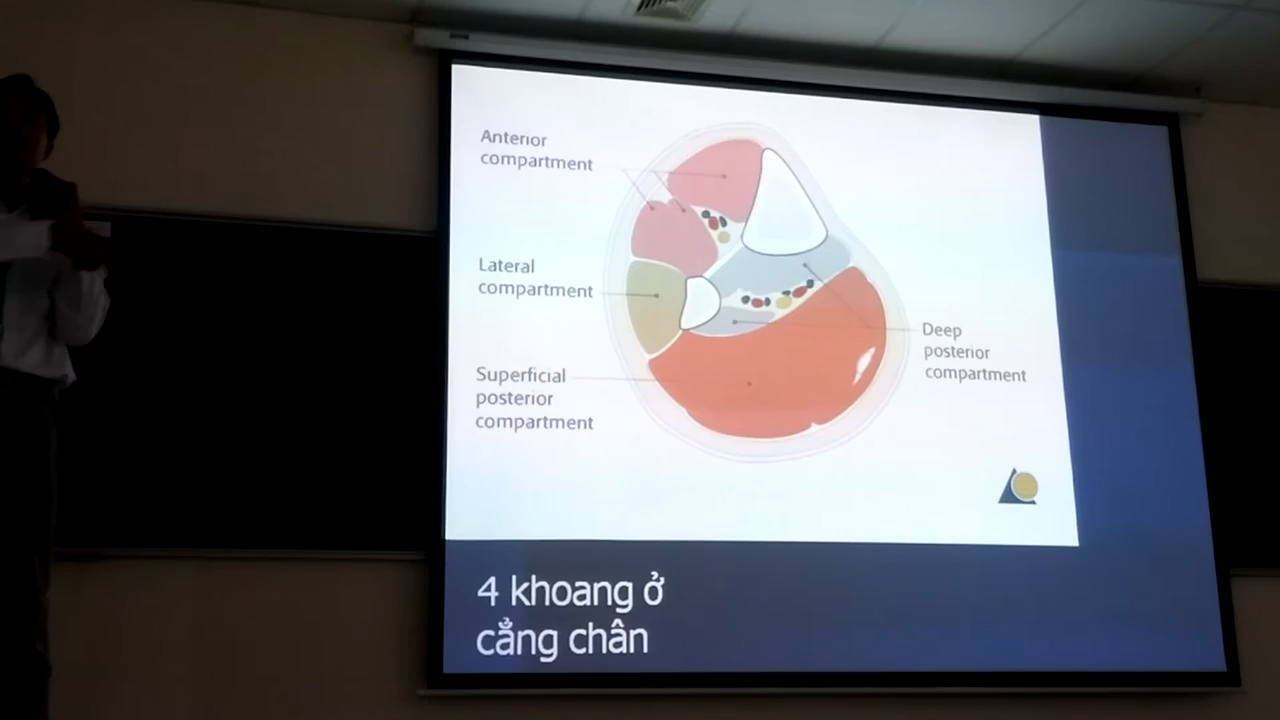 Anterior
compartment
Lateral
compartment
Superficial
posterior
compartment
Deep
posterior
compartment
4 khoang ở
cẳng chân